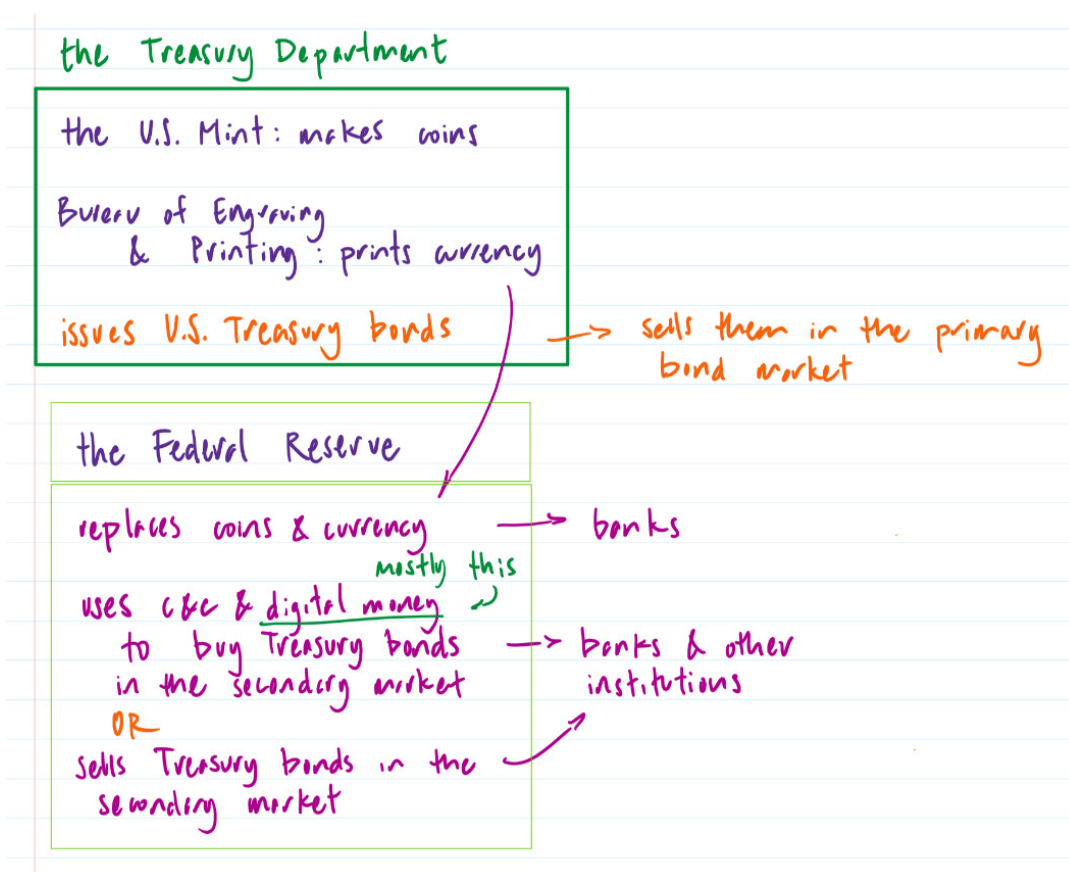 the Treasury Department
the U.S. Mint: makes coins
Bureau of Engraving
& Printing: prints currency
issues U.S. Treasury bonds → sells them in the primary
bond market
the Federal Reserve
replaces coins & currency → banks
mostly this
uses c&c & digital money
to buy Treasury bonds → banks & other
in the secondary market institutions
OR
sells Treasury bonds in the
secondary market